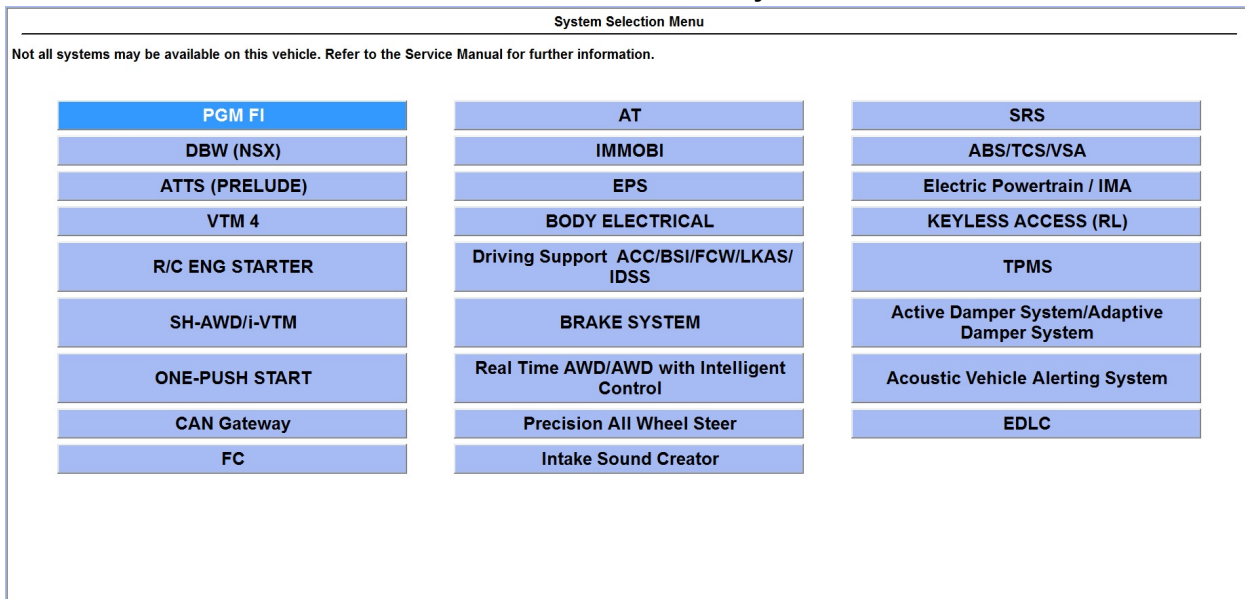 System Selection Menu
Not all systems may be available on this vehicle. Refer to the Service Manual for further information.
PGM FI
AT
SRS
DBW (NSX)
IMMOBI
ABS/TCS/VSA
ATTS (PRELUDE)
EPS
Electric Powertrain / IMA
VTM 4
BODY ELECTRICAL
KEYLESS ACCESS (RL)
R/C ENG STARTER
Driving Support ACC/BSI/FCW/LKAS/
IDSS
TPMS
SH-AWD/i-VTM
BRAKE SYSTEM
Active Damper System/Adaptive
Damper System
ONE-PUSH START
Real Time AWD/AWD with Intelligent
Control
Acoustic Vehicle Alerting System
CAN Gateway
Precision All Wheel Steer
EDLC
FC
Intake Sound Creator